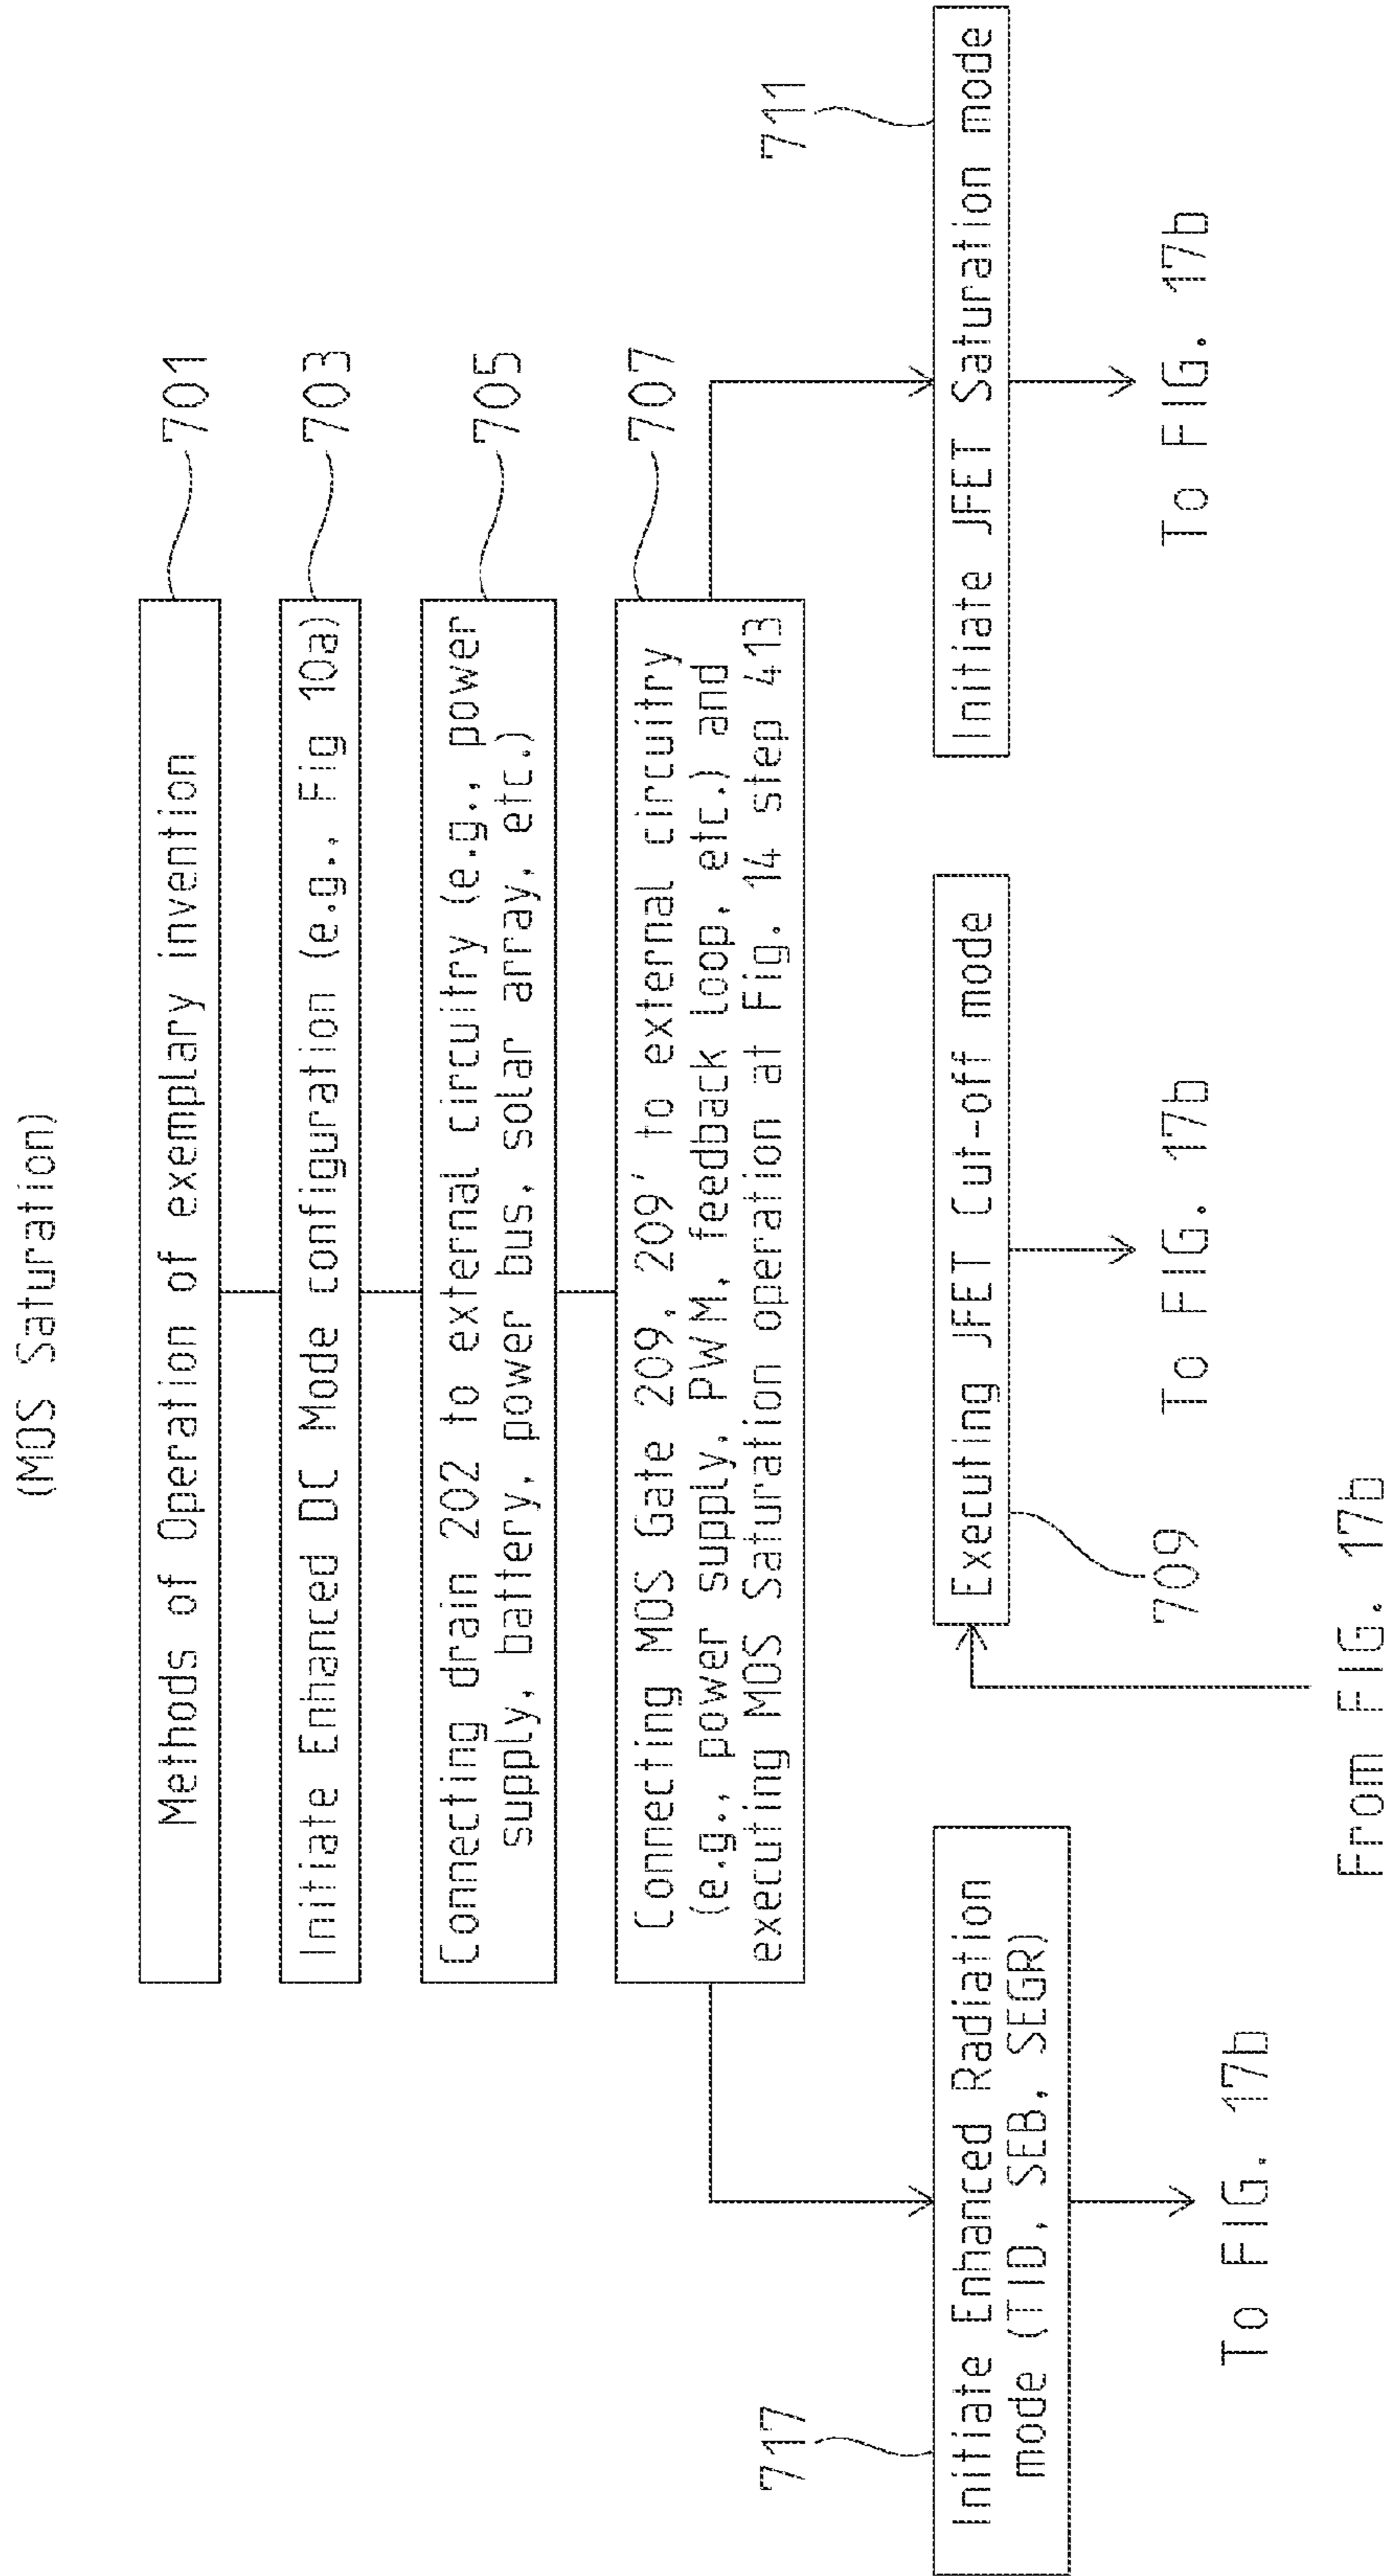 (MOS Saturation)
Methods of Operation of exemplary invention
701
Initiate Enhanced DC Mode configuration (e.g., Fig 10a)
703
Connecting drain 202 to external circuitry (e.g., power
supply, battery, power bus, solar array, etc.)
705
Connecting MOS Gate 209, 209' to external circuitry
(e.g., power supply, PWM, feedback loop, etc.) and
executing MOS Saturation operation at Fig. 14 step 413
707
717
Initiate Enhanced Radiation
mode (TID, SEB, SEGR)
To FIG. 17b
Executing JFET Cut-off mode
709
To FIG. 17b
From FIG. 17b
711
Initiate JFET Saturation mode
To FIG. 17b